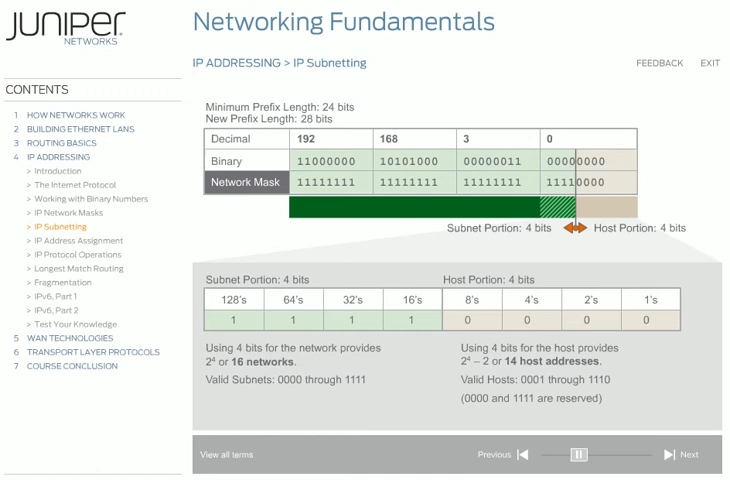 JUNIPER
NETWORKS
Networking Fundamentals
IP ADDRESSING > IP Subnetting
FEEDBACK EXIT
CONTENTS
1 HOW NETWORKS WORK
2 BUILDING ETHERNET LANS
3 ROUTING BASICS
4 IP ADDRESSING
> Introduction
> The Internet Protocol
> Working with Binary Numbers
> IP Network Masks
> IP Subnetting
> IP Address Assignment
> IP Protocol Operations
> Longest Match Routing
> Fragmentation
> IPv6, Part 1
> IPv6, Part 2
> Test Your Knowledge
5 WAN TECHNOLOGIES
6 TRANSPORT LAYER PROTOCOLS
7 COURSE CONCLUSION
Minimum Prefix Length: 24 bits
New Prefix Length: 28 bits
Decimal 192 168 3 0
Binary 11000000 10101000 00000011 00000000
Network Mask 11111111 11111111 11111111 11110000
Subnet Portion: 4 bits Host Portion: 4 bits
Subnet Portion: 4 bits Host Portion: 4 bits
128's 64's 32's 16's 8's 4's 2's 1's
1 1 1 1 0 0 0 0
Using 4 bits for the network provides
2⁴ or 16 networks.
Valid Subnets: 0000 through 1111
Using 4 bits for the host provides
2⁴ – 2 or 14 host addresses.
Valid Hosts: 0001 through 1110
(0000 and 1111 are reserved)
View all terms Previous Next